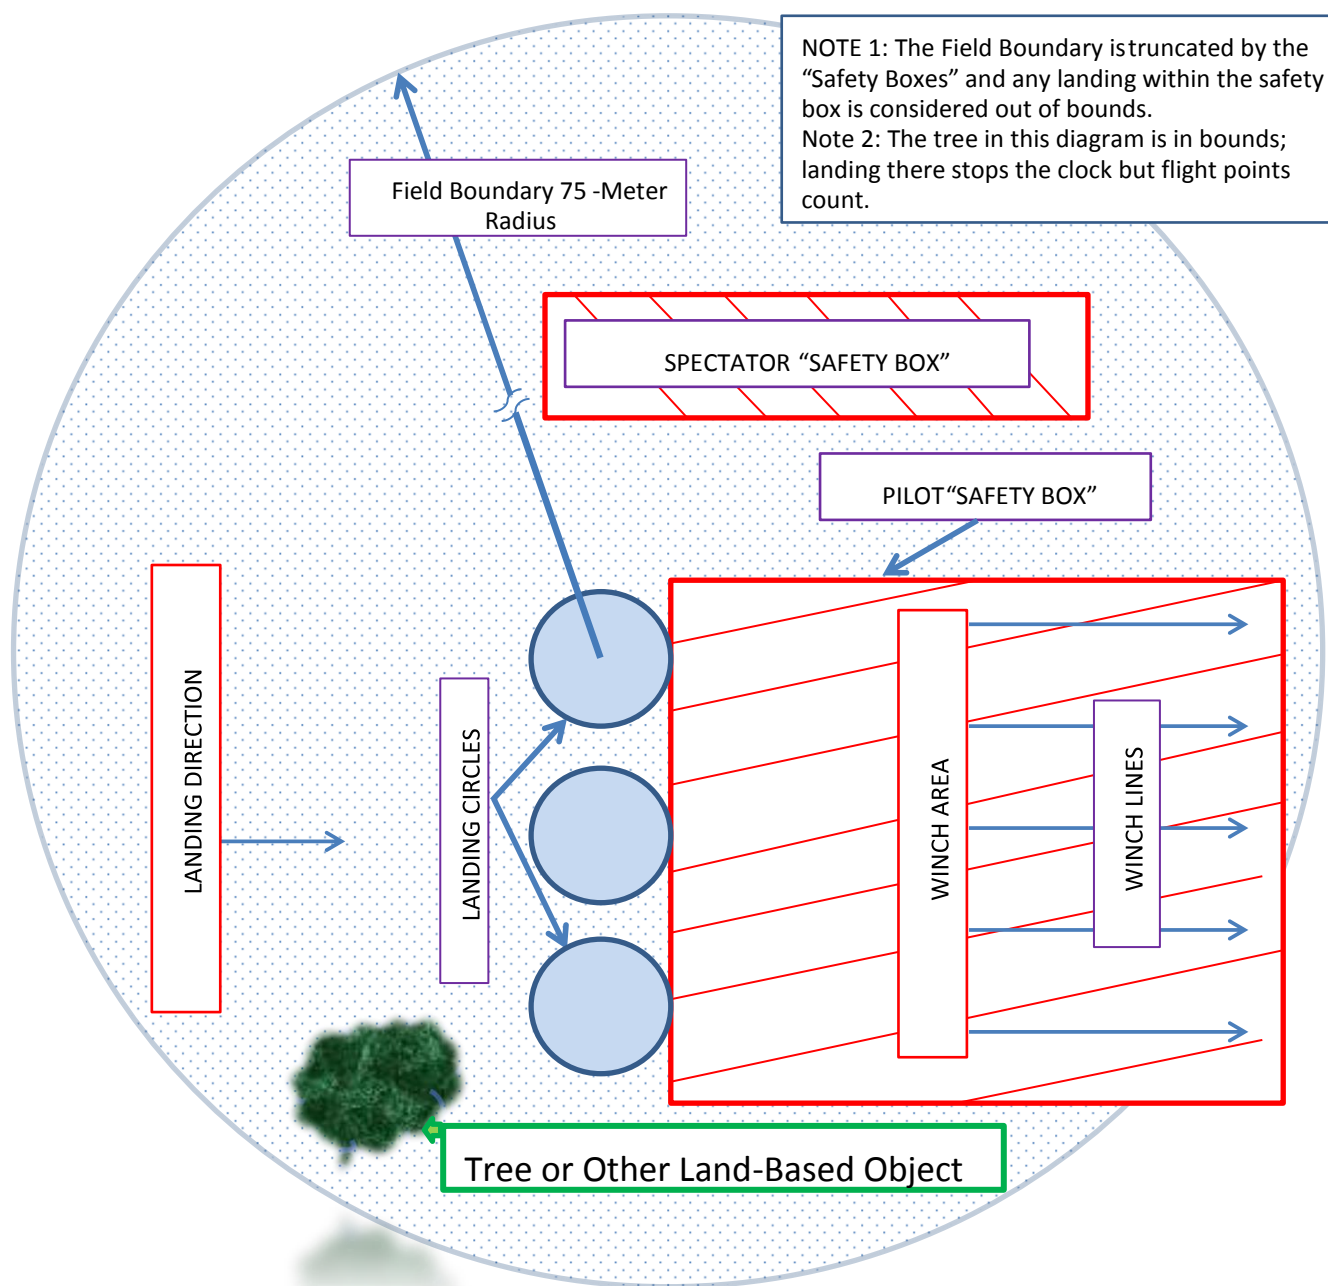 NOTE 1: The Field Boundary is truncated by the
“Safety Boxes” and any landing within the safety
box is considered out of bounds.
Note 2: The tree in this diagram is in bounds;
landing there stops the clock but flight points
count.
Field Boundary 75 -Meter
Radius
SPECTATOR “SAFETY BOX”
PILOT “SAFETY BOX”
LANDING DIRECTION
LANDING CIRCLES
WINCH AREA
WINCH LINES
Tree or Other Land-Based Object